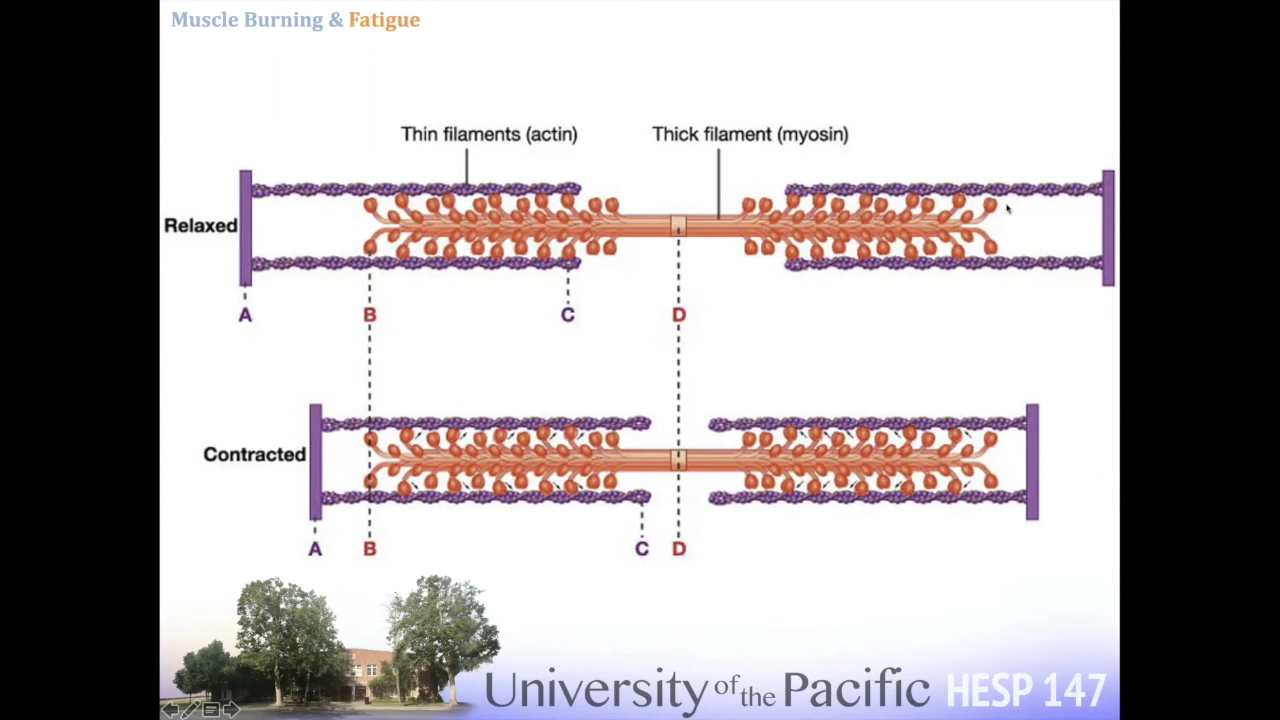 Muscle Burning & Fatigue
Thin filaments (actin) Thick filament (myosin)
Relaxed
A B C D
Contracted
A B C D
University of the Pacific HESP 147